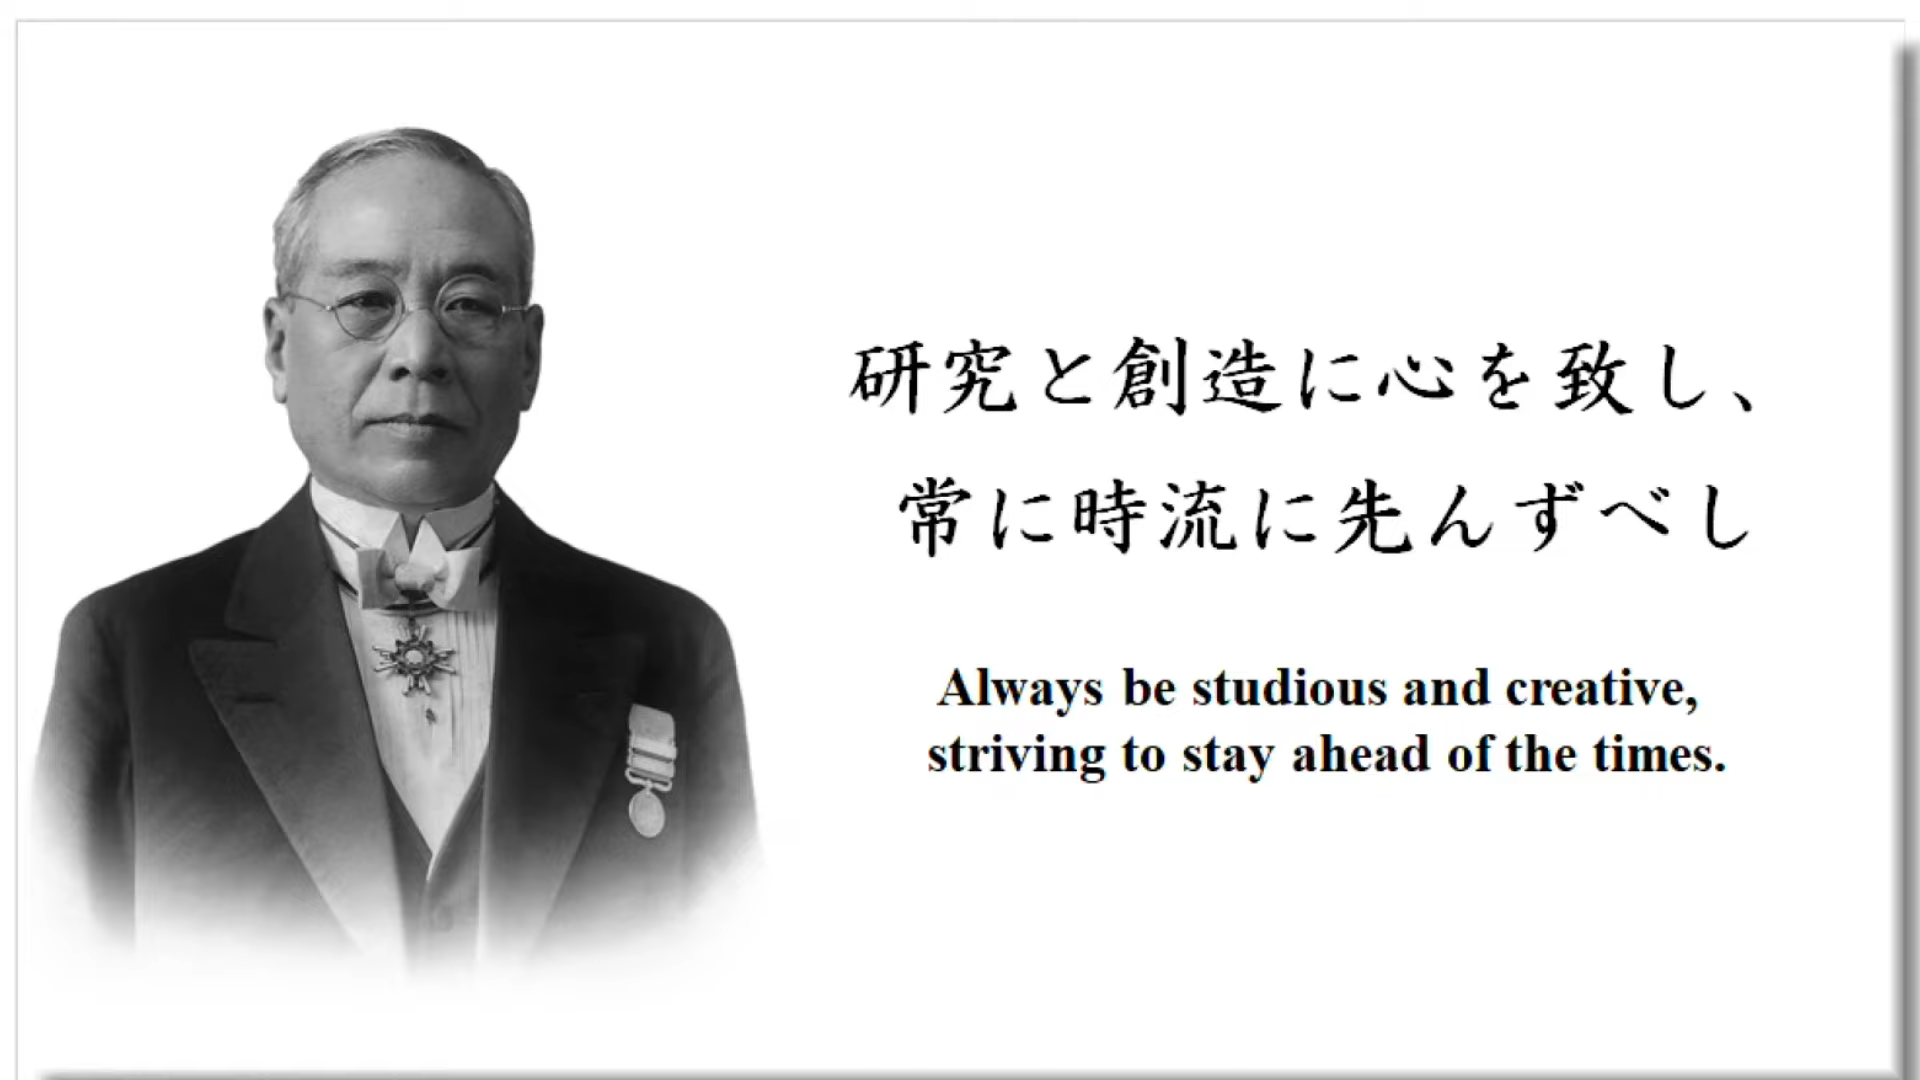 研究と創造に心を致し、
常に時流に先んずべし
Always be studious and creative,
striving to stay ahead of the times.